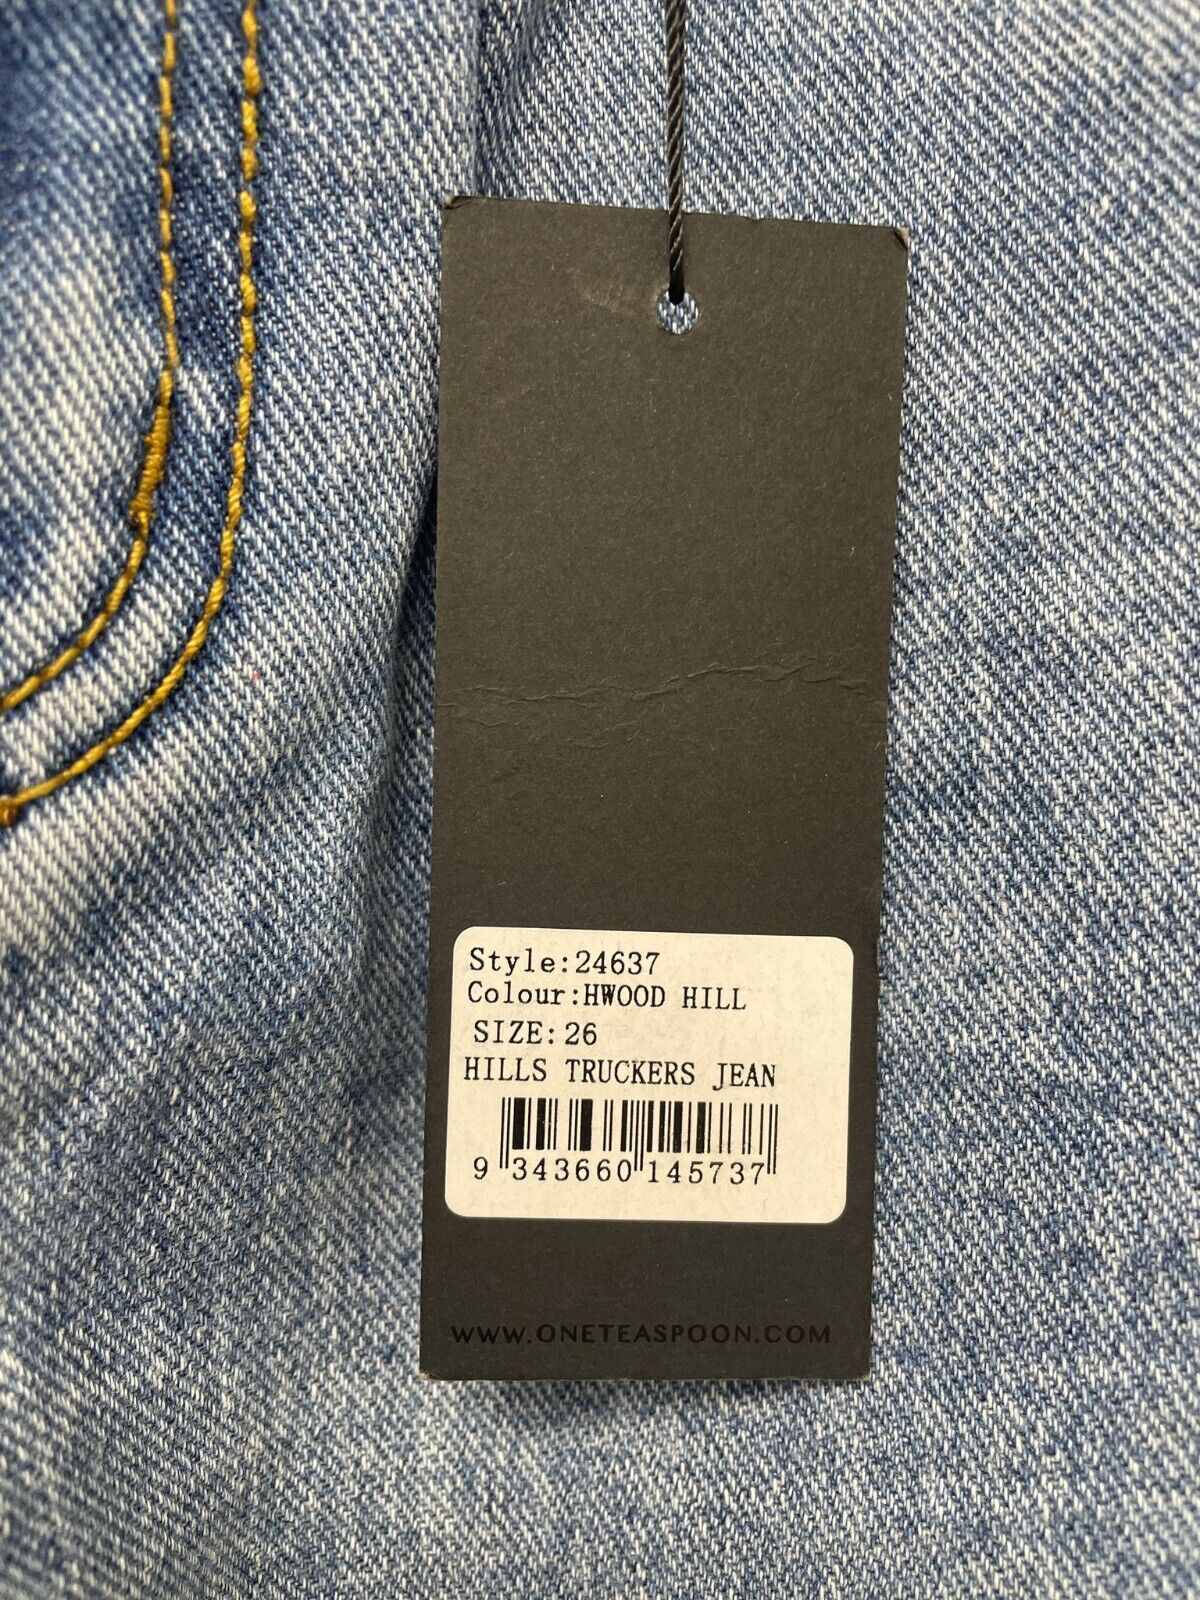 Style:24637
Colour:HWOOD HILL
SIZE:26
HILLS TRUCKERS JEAN
9 343660 145737
WWW.ONETEASPOON.COM